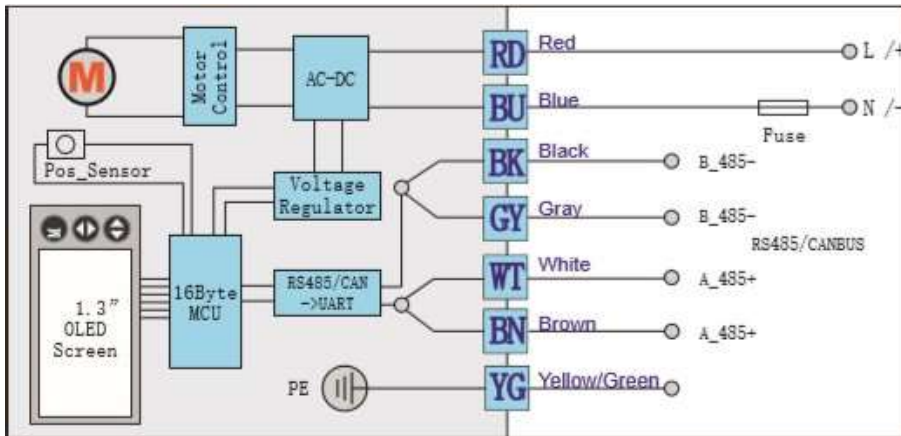 M
Motor
Control
AC-DC
RD
Red
L /+
BU
Blue
N /-
Fuse
Pos_Sensor
Voltage
Regulator
BK
Black
B_485-
GY
Gray
B_485-
RS485/CANBUS
M
1.3"
OLED
Screen
16Byte
MCU
RS485/CAN
->UART
WT
White
A_485+
BN
Brown
A_485+
PE
YG
Yellow/Green